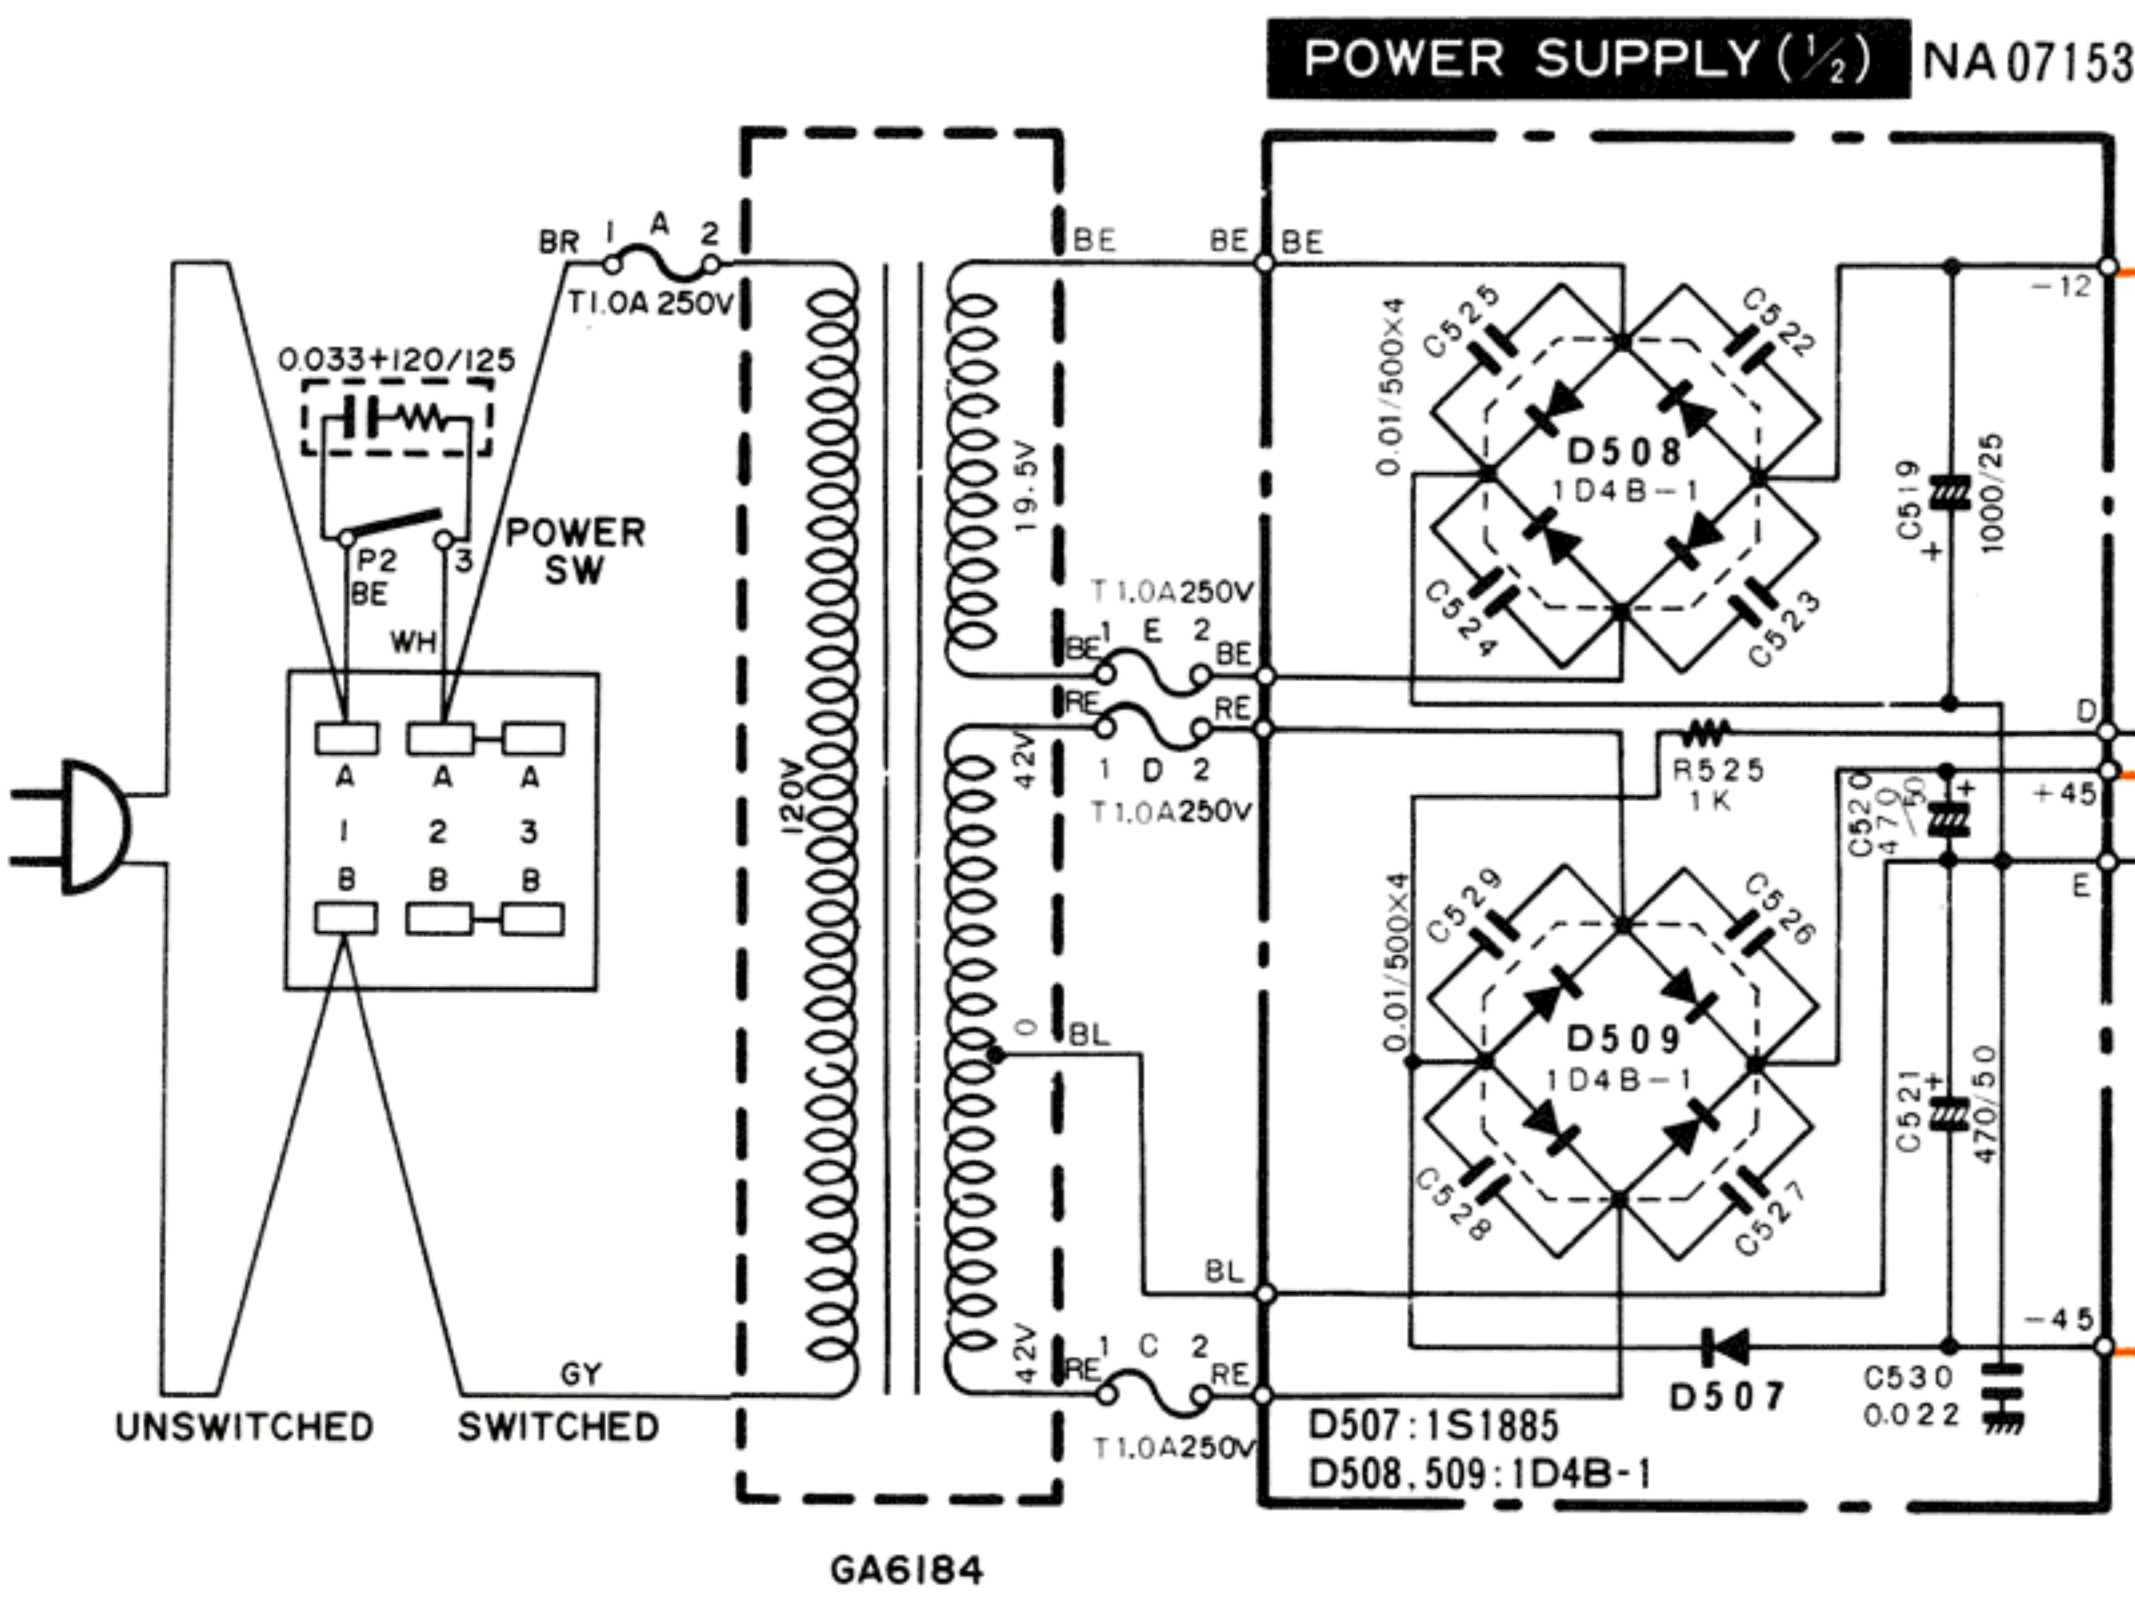 POWER SUPPLY (½) NA07153
BR 1 A 2
T1.0A 250V
0.033+120/125
P2
3
POWER
SW
BE
WH
A A A
1 2 3
B B B
UNSWITCHED
SWITCHED
GY
120V
19.5V
42V
0
42V
GA6184
BE BE BE
T1.0A250V
BE 1 E 2 BE
RE RE
1 D 2
T1.0A250V
BL
BL
RE 1 C 2 RE
T1.0A250V
0.01/500X4
C525
C522
D508
1D4B-1
C524
C523
C519
+
1000/25
-12
D
R525
1K
C520
470/50
+
+45
E
0.01/500X4
C529
C526
D509
1D4B-1
C528
C527
C521
+
470/50
-45
D507
C530
0.022
D507:1S1885
D508.509:1D4B-1